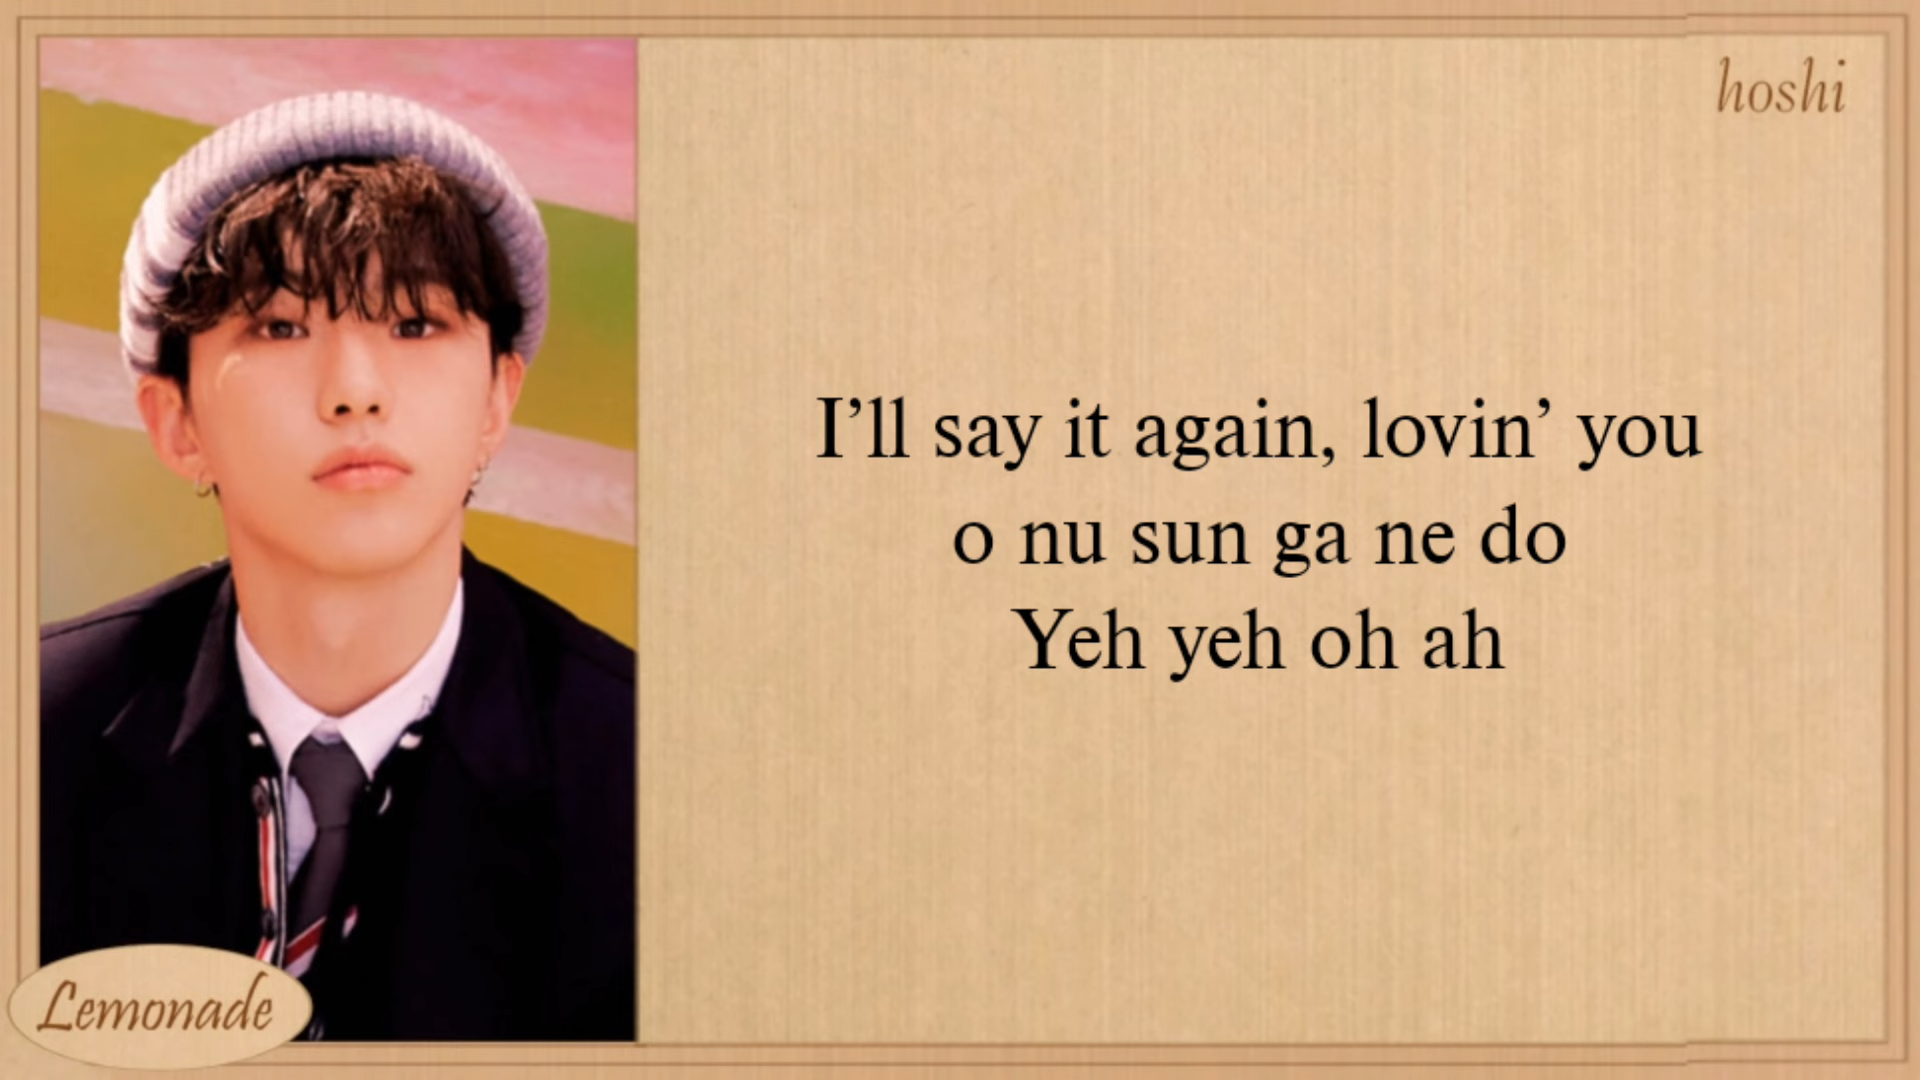 hoshi
I’ll say it again, lovin’ you
o nu sun ga ne do
Yeh yeh oh ah
Lemonade